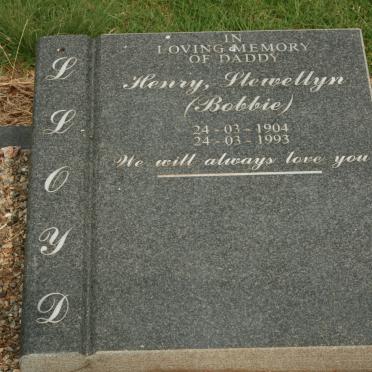 LLOYD
IN
LOVING MEMORY
OF DADDY
Henry, Llewellyn
(Bobbie)
24-03-1904
24-03-1993
We will always love you